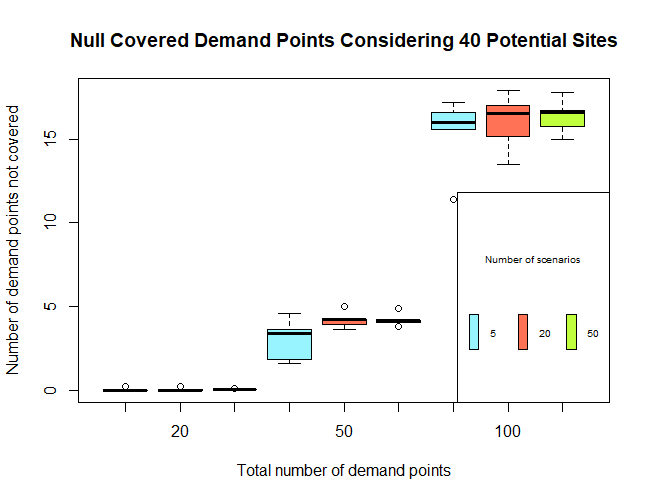 Null Covered Demand Points Considering 40 Potential Sites
Number of demand points not covered
15
10
5
0
Number of scenarios
5 20 50
20 50 100
Total number of demand points